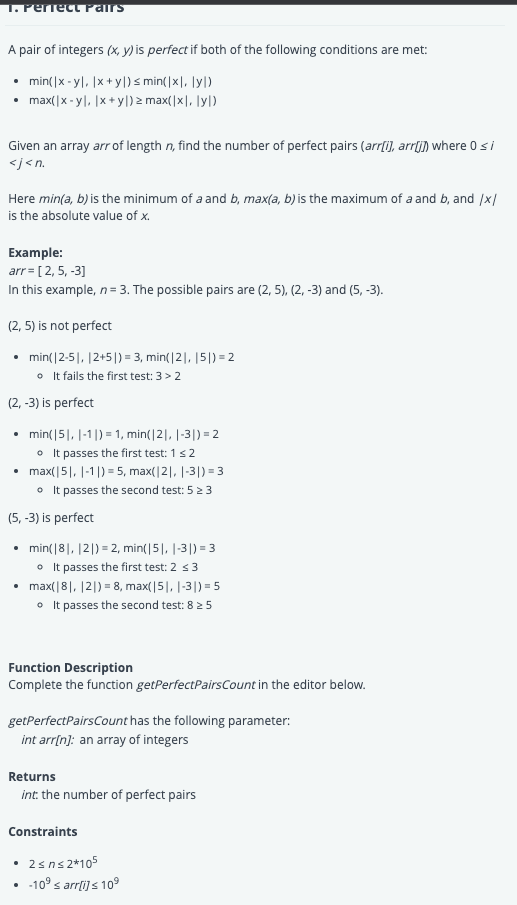 1. Perfect Pairs
A pair of integers (x, y) is perfect if both of the following conditions are met:
• min(|x - y|, |x + y|) ≤ min(|x|, |y|)
• max(|x - y|, |x + y|) ≥ max(|x|, |y|)
Given an array arr of length n, find the number of perfect pairs (arr[i], arr[j]) where 0 ≤ i
< j < n.
Here min(a, b) is the minimum of a and b, max(a, b) is the maximum of a and b, and |x|
is the absolute value of x.
Example:
arr = [ 2, 5, -3]
In this example, n = 3. The possible pairs are (2, 5), (2, -3) and (5, -3).
(2, 5) is not perfect
• min(|2-5|, |2+5|) = 3, min(|2|, |5|) = 2
○ It fails the first test: 3 > 2
(2, -3) is perfect
• min(|5|, |-1|) = 1, min(|2|, |-3|) = 2
○ It passes the first test: 1 ≤ 2
• max(|5|, |-1|) = 5, max(|2|, |-3|) = 3
○ It passes the second test: 5 ≥ 3
(5, -3) is perfect
• min(|8|, |2|) = 2, min(|5|, |-3|) = 3
○ It passes the first test: 2 ≤ 3
• max(|8|, |2|) = 8, max(|5|, |-3|) = 5
○ It passes the second test: 8 ≥ 5
Function Description
Complete the function getPerfectPairsCount in the editor below.
getPerfectPairsCount has the following parameter:
int arr[n]: an array of integers
Returns
int: the number of perfect pairs
Constraints
• 2 ≤ n ≤ 2*10⁵
• -10⁹ ≤ arr[i] ≤ 10⁹